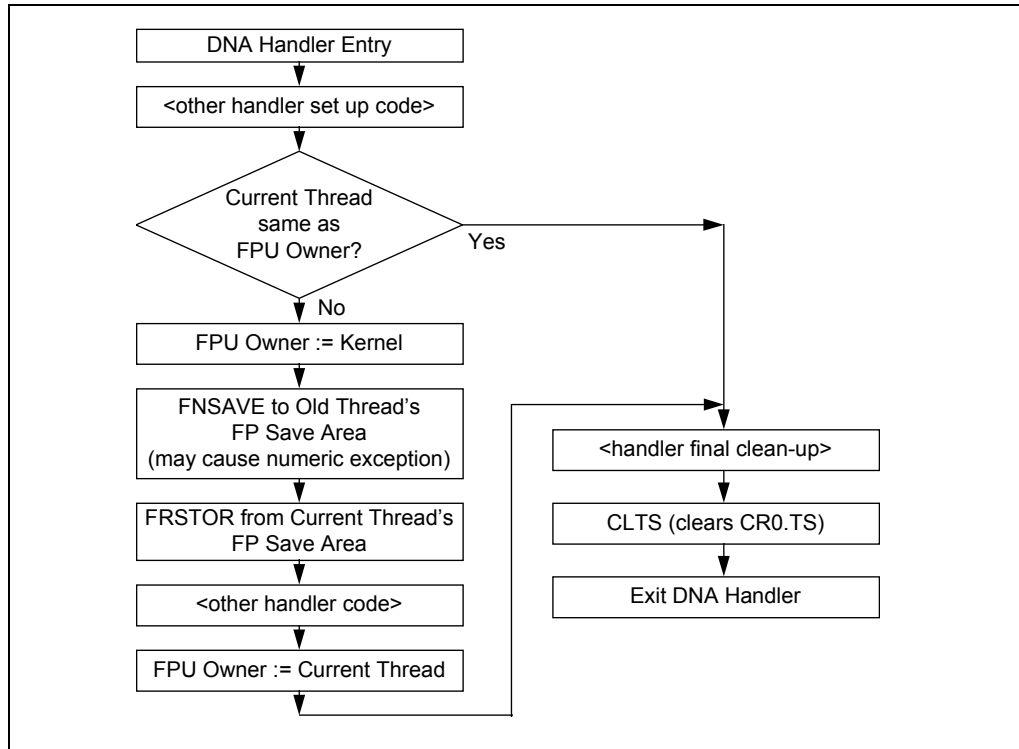 DNA Handler Entry
<other handler set up code>
Current Thread
same as
FPU Owner?
Yes
No
FPU Owner := Kernel
FNSAVE to Old Thread’s
FP Save Area
(may cause numeric exception)
FRSTOR from Current Thread’s
FP Save Area
<other handler code>
FPU Owner := Current Thread
<handler final clean-up>
CLTS (clears CR0.TS)
Exit DNA Handler